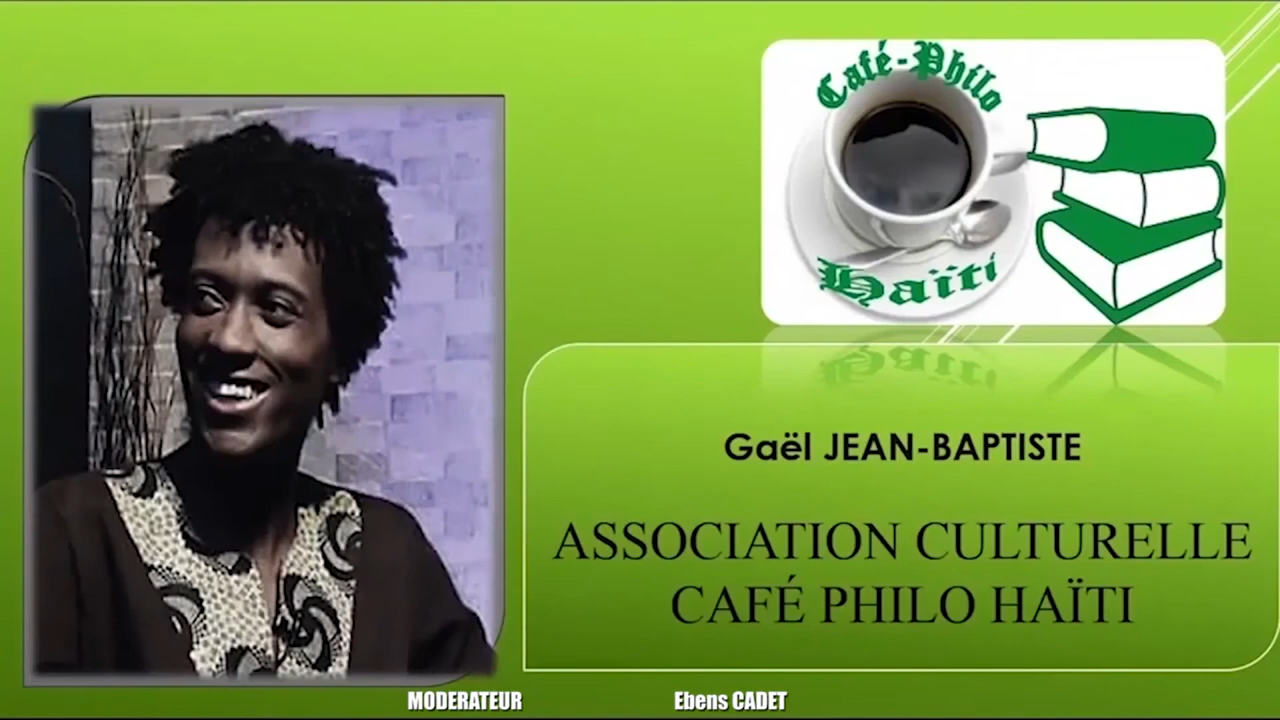 Café-Philo
Haïti
Gaël JEAN-BAPTISTE
ASSOCIATION CULTURELLE
CAFÉ PHILO HAÏTI
MODERATEUR Ebens CADET